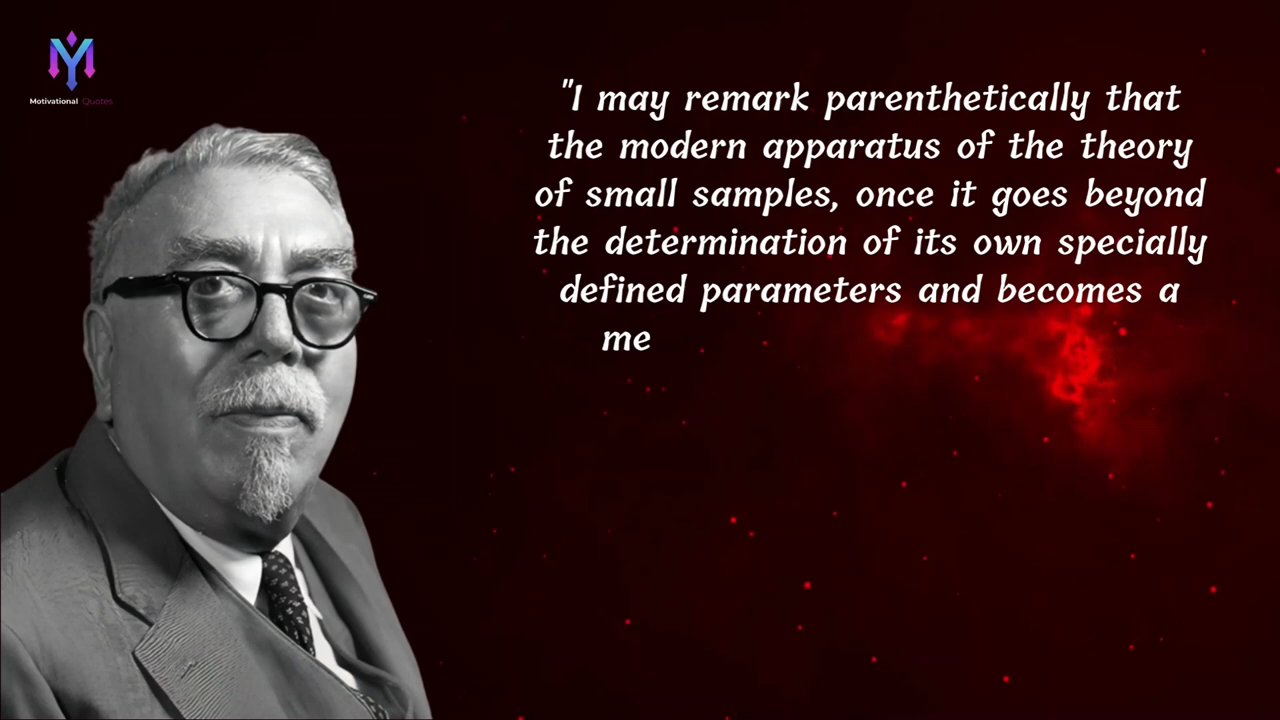 Motivational Quotes
"I may remark parenthetically that
the modern apparatus of the theory
of small samples, once it goes beyond
the determination of its own specially
defined parameters and becomes a
me